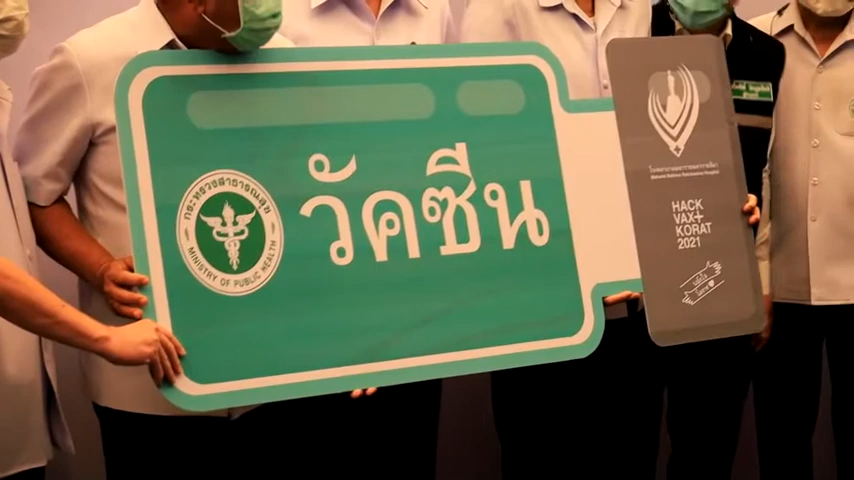 กระทรวงสาธารณสุข
MINISTRY OF PUBLIC HEALTH
วัคซีน
HACK
VAX+
KORAT
2021